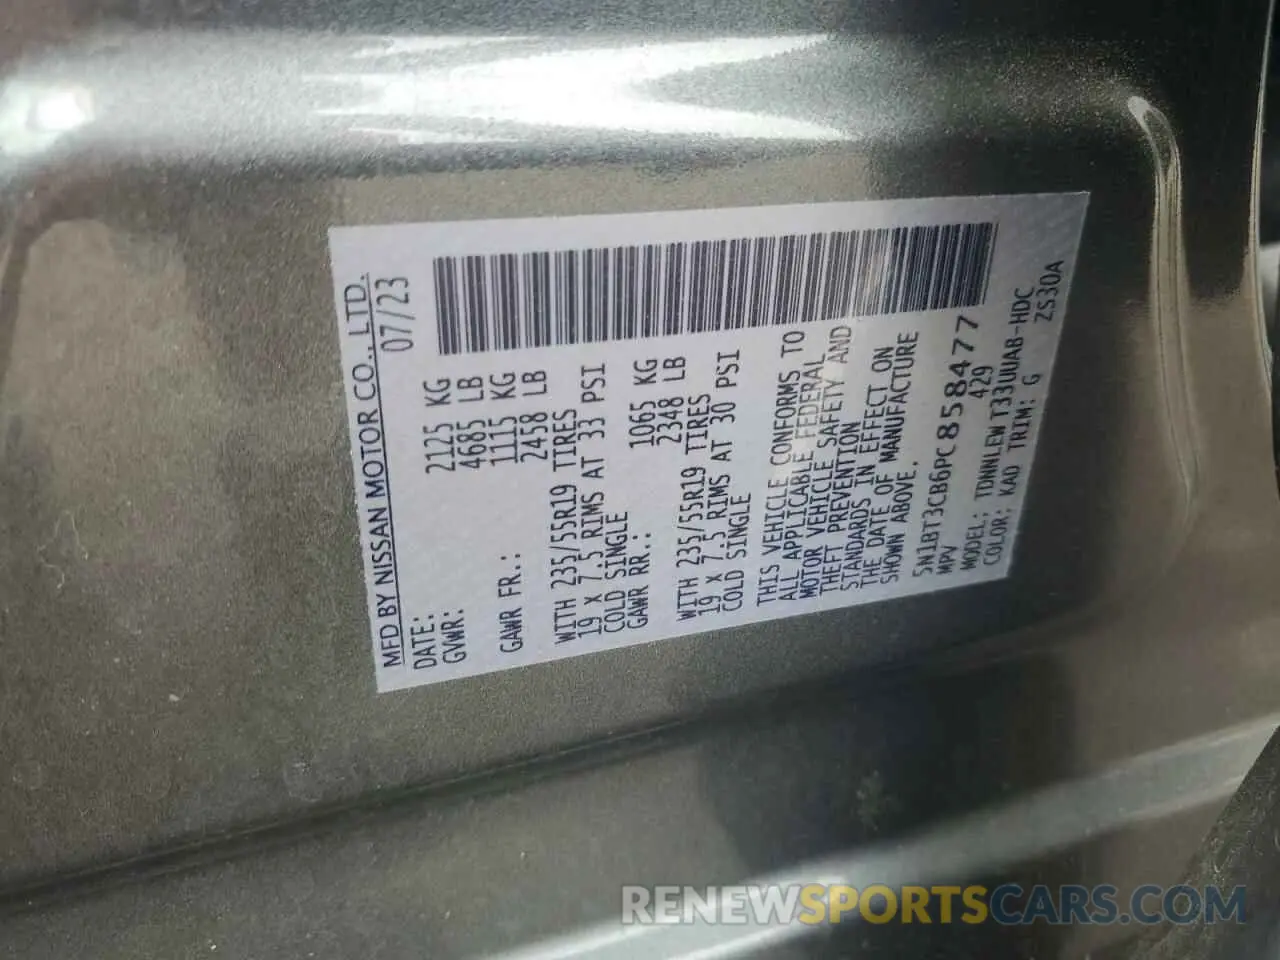 MFD BY NISSAN MOTOR CO., LTD.
DATE: 07/23
GVWR: 2125 KG
4685 LB
GAWR FR.: 1115 KG
2458 LB
WITH 235/55R19 TIRES
19 X 7.5 RIMS AT 33 PSI
COLD SINGLE
GAWR RR.: 1065 KG
2348 LB
WITH 235/55R19 TIRES
19 X 7.5 RIMS AT 30 PSI
COLD SINGLE
THIS VEHICLE CONFORMS TO
ALL APPLICABLE FEDERAL
MOTOR VEHICLE SAFETY AND
THEFT PREVENTION
STANDARDS IN EFFECT ON
THE DATE OF MANUFACTURE
SHOWN ABOVE.
5N1BT3CB6PC858477
MPV 429
MODEL: TDNNLEW T33UUAB-HDC
COLOR: KAD TRIM: G ZS30A
RENEWSPORTSCARS.COM